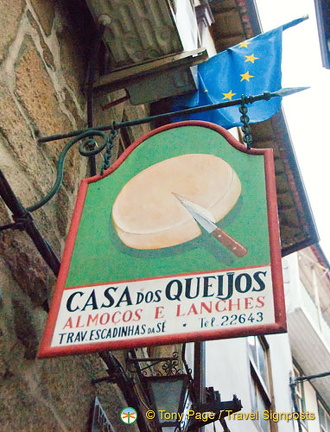 CASA DOS QUEIJOS
ALMOÇOS E LANCHES
TRAV. ESCADINHAS DA SÉ • Tel. 22643
© Tony Page / Travel Signposts